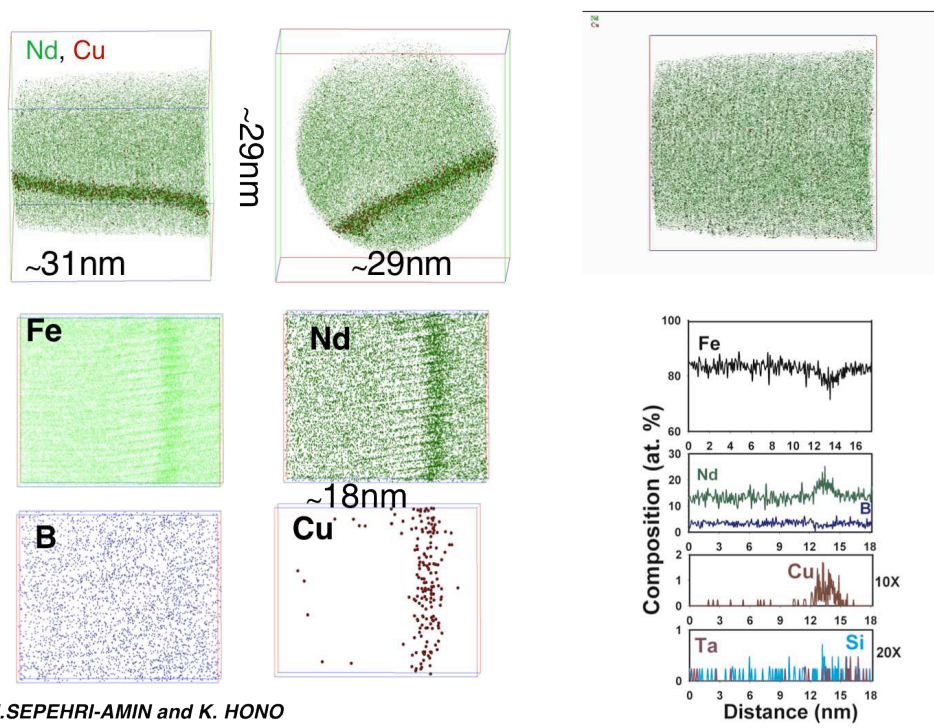 Nd, Cu
~31nm
~29nm
~29nm
Nd
Cu
Fe
Nd
~18nm
B
Cu
Composition (at. %)
100
80
60
Fe
0 2 4 6 8 10 12 14 16
30
20
10
0
Nd
B
0 3 6 9 12 15 18
2
1
0
Cu
10X
0 3 6 9 12 15 18
1
0
Ta
Si
20X
0 3 6 9 12 15 18
Distance (nm)
.SEPEHRI-AMIN and K. HONO